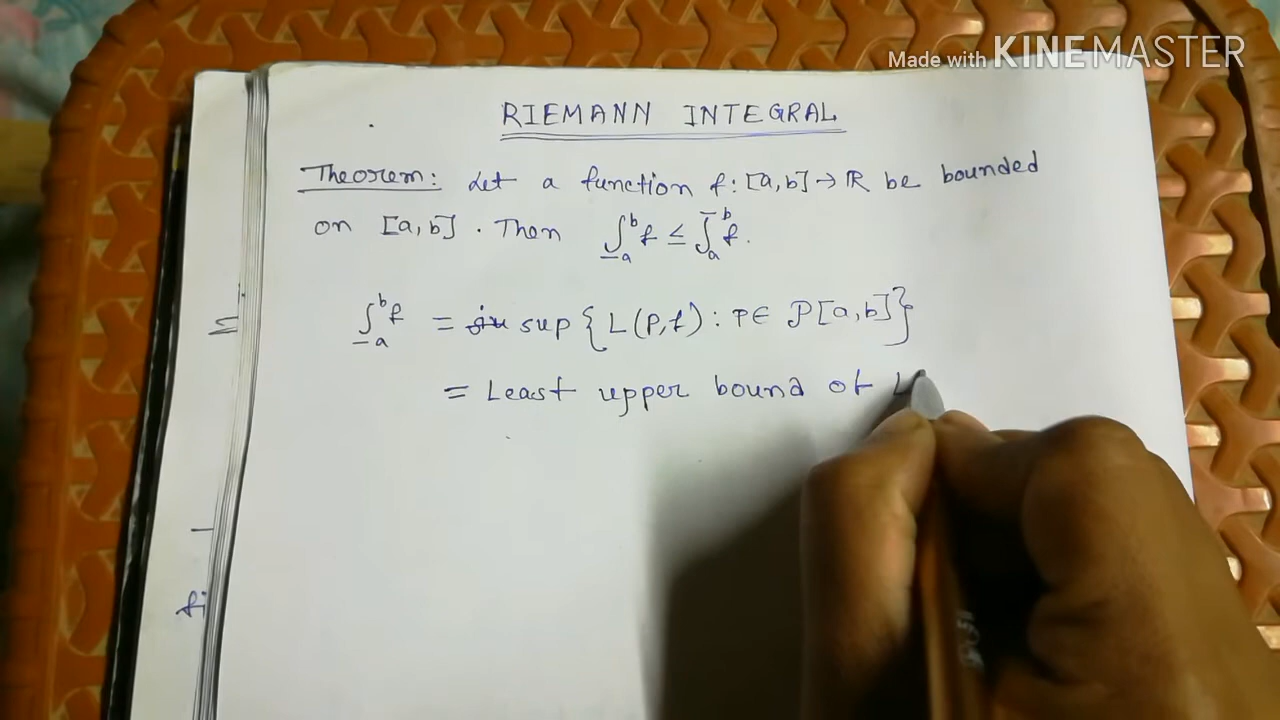 Made with KINEMASTER
RIEMANN INTEGRAL
Theorem: Let a function f: [a,b] → ℝ be bounded
on [a,b]. Then ∫̲ₐᵇ f ≤ ∫̅ₐᵇ f.
∫̲ₐᵇ f = sup {L(P,f) : P ∈ 𝒫[a,b]}
= Least upper bound of L